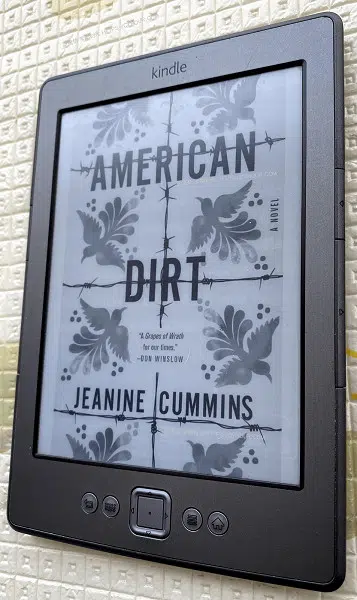 kindle
AMERICAN
A NOVEL
DIRT
"A Grapes of Wrath
for our times."
—DON WINSLOW
JEANINE CUMMINS